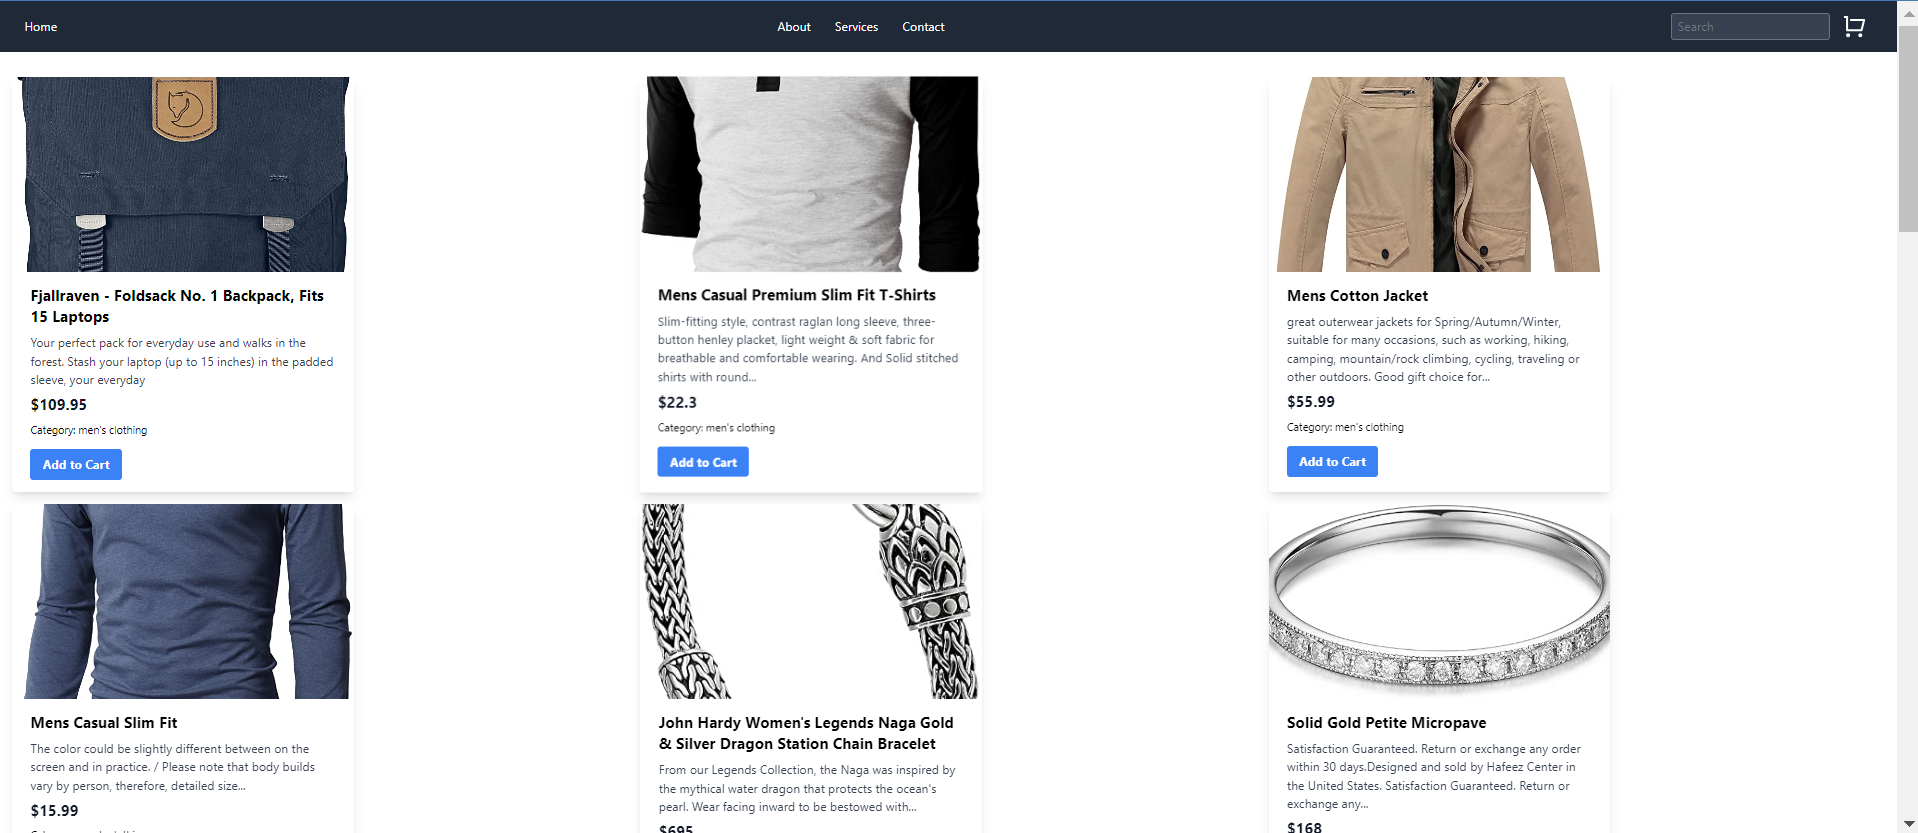 Home
About
Services
Contact
Search
Fjallraven - Foldsack No. 1 Backpack, Fits
15 Laptops
Your perfect pack for everyday use and walks in the
forest. Stash your laptop (up to 15 inches) in the padded
sleeve, your everyday
$109.95
Category: men's clothing
Add to Cart
Mens Casual Premium Slim Fit T-Shirts
Slim-fitting style, contrast raglan long sleeve, three-
button henley placket, light weight & soft fabric for
breathable and comfortable wearing. And Solid stitched
shirts with round...
$22.3
Category: men's clothing
Add to Cart
Mens Cotton Jacket
great outerwear jackets for Spring/Autumn/Winter,
suitable for many occasions, such as working, hiking,
camping, mountain/rock climbing, cycling, traveling or
other outdoors. Good gift choice for...
$55.99
Category: men's clothing
Add to Cart
Mens Casual Slim Fit
The color could be slightly different between on the
screen and in practice. / Please note that body builds
vary by person, therefore, detailed size...
$15.99
John Hardy Women's Legends Naga Gold
& Silver Dragon Station Chain Bracelet
From our Legends Collection, the Naga was inspired by
the mythical water dragon that protects the ocean's
pearl. Wear facing inward to be bestowed with...
$695
Solid Gold Petite Micropave
Satisfaction Guaranteed. Return or exchange any order
within 30 days.Designed and sold by Hafeez Center in
the United States. Satisfaction Guaranteed. Return or
exchange any...
$168